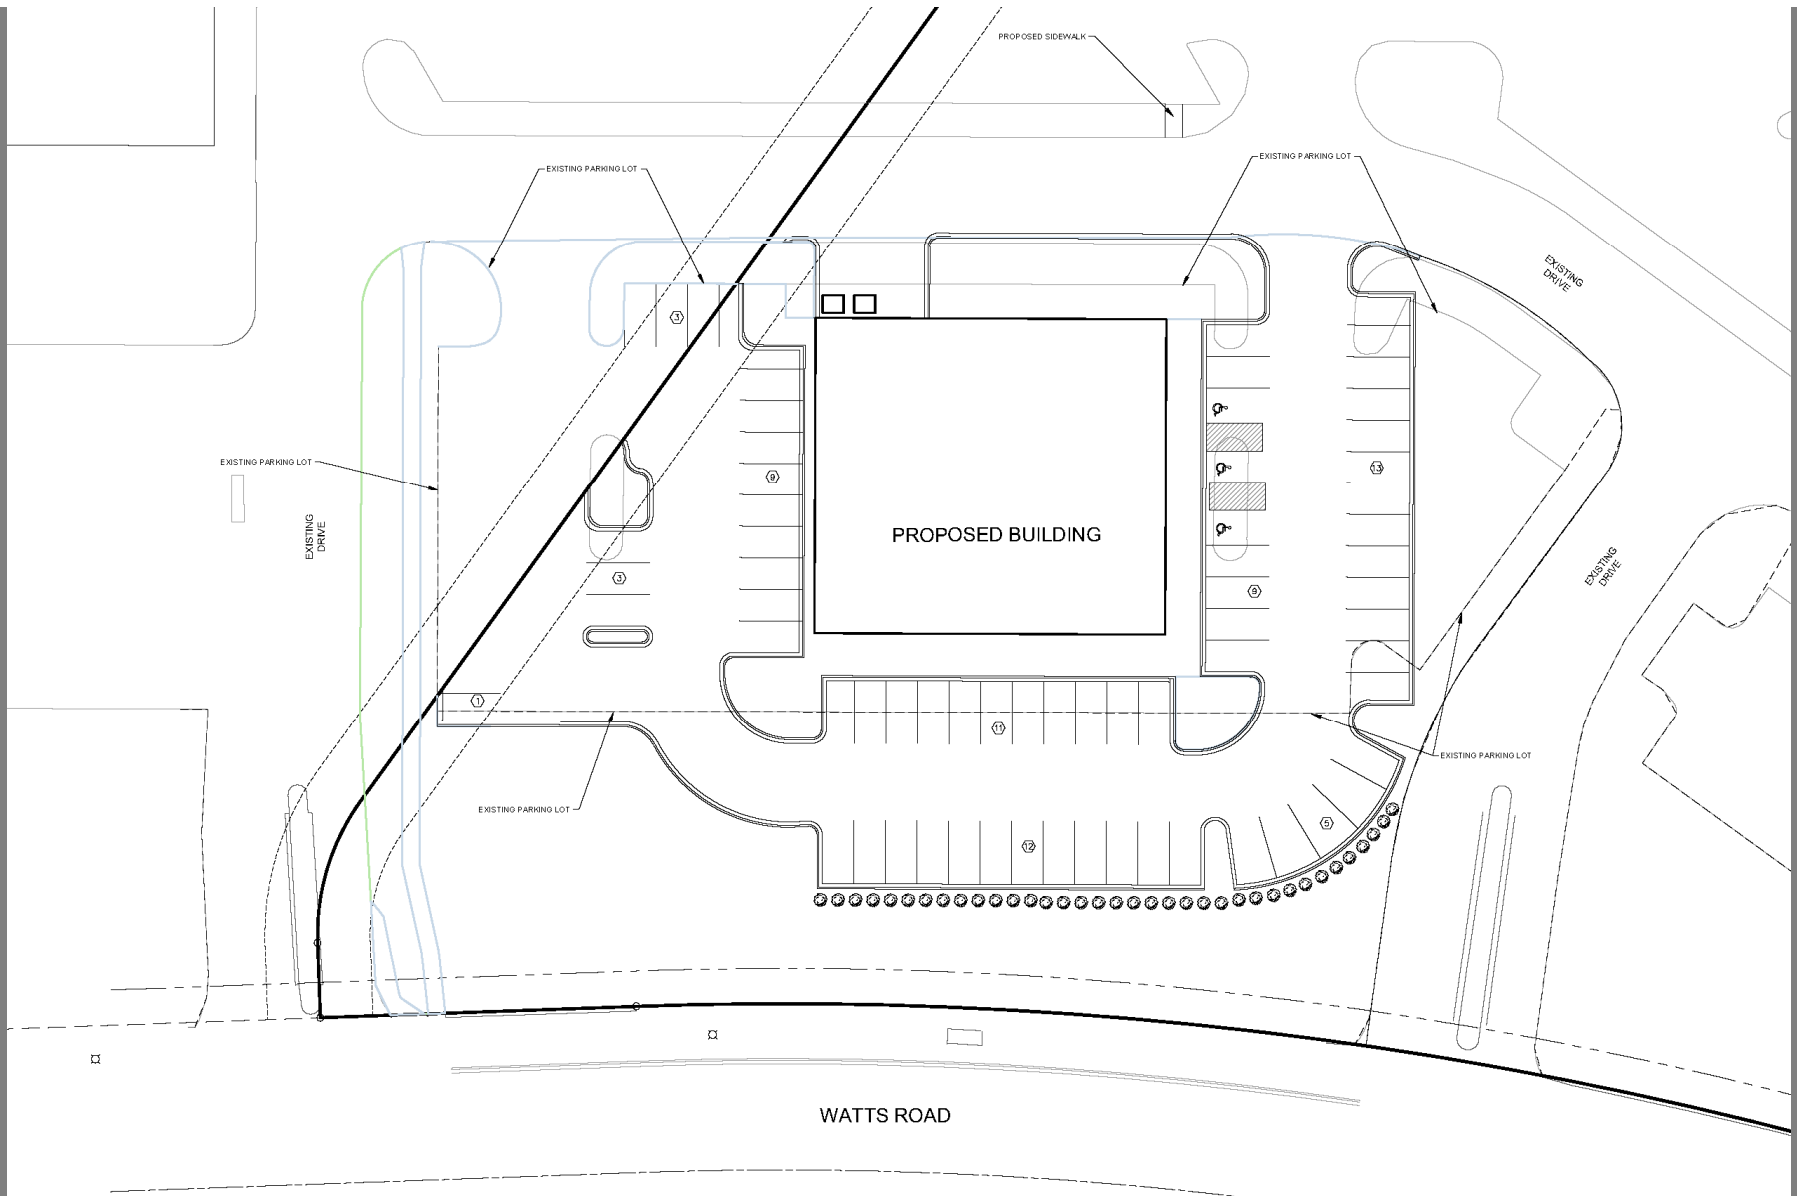 PROPOSED SIDEWALK
EXISTING PARKING LOT
EXISTING PARKING LOT
EXISTING
DRIVE
3
EXISTING PARKING LOT
9
13
EXISTING
DRIVE
PROPOSED BUILDING
EXISTING
DRIVE
3
9
1
11
EXISTING PARKING LOT
EXISTING PARKING LOT
5
12
WATTS ROAD